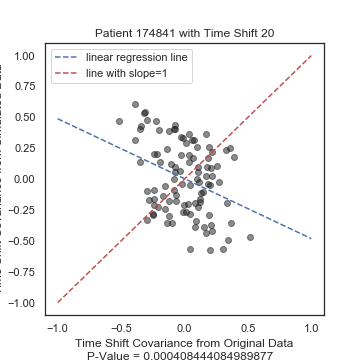 Patient 174841 with Time Shift 20
linear regression line
line with slope=1
1.00
0.75
0.50
0.25
0.00
−0.25
−0.50
−0.75
−1.00
−1.0
−0.5
0.0
0.5
1.0
Time Shift Covariance from Original Data
P-Value = 0.000408444084989877